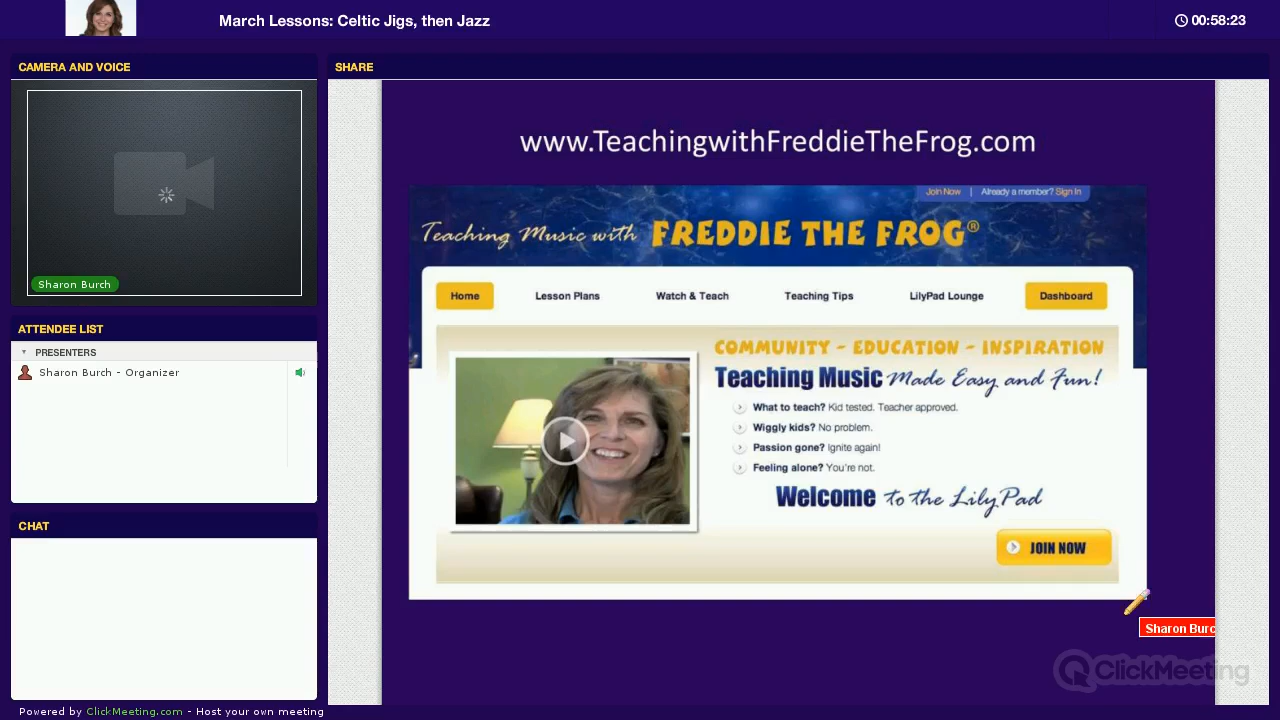 March Lessons: Celtic Jigs, then Jazz
00:58:23
CAMERA AND VOICE
Sharon Burch
ATTENDEE LIST
PRESENTERS
Sharon Burch - Organizer
CHAT
Powered by ClickMeeting.com - Host your own meeting
SHARE
www.TeachingwithFreddieTheFrog.com
Join Now | Already a member? Sign In
Teaching Music with FREDDIE THE FROG®
Home Lesson Plans Watch & Teach Teaching Tips LilyPad Lounge Dashboard
COMMUNITY - EDUCATION - INSPIRATION
Teaching Music Made Easy and Fun!
What to teach? Kid tested. Teacher approved.
Wiggly kids? No problem.
Passion gone? Ignite again!
Feeling alone? You're not.
Welcome to the LilyPad
JOIN NOW
Sharon Burc
ClickMeeting